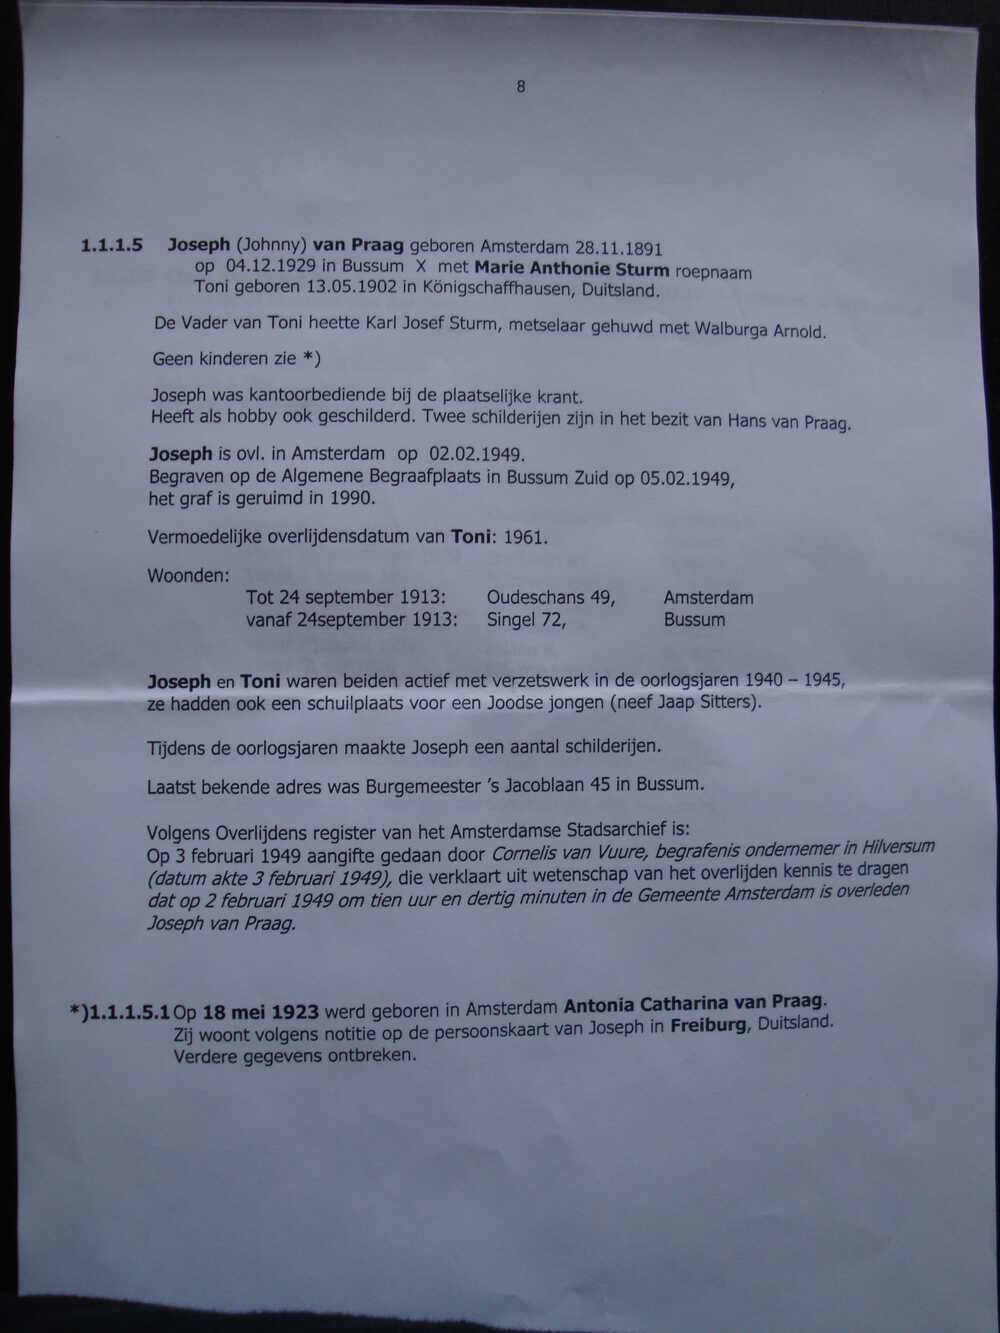 8
1.1.1.5 Joseph (Johnny) van Praag geboren Amsterdam 28.11.1891
op 04.12.1929 in Bussum X met Marie Anthonie Sturm roepnaam
Toni geboren 13.05.1902 in Königschaffhausen, Duitsland.
De Vader van Toni heette Karl Josef Sturm, metselaar gehuwd met Walburga Arnold.
Geen kinderen zie *)
Joseph was kantoorbediende bij de plaatselijke krant.
Heeft als hobby ook geschilderd. Twee schilderijen zijn in het bezit van Hans van Praag.
Joseph is ovl. in Amsterdam op 02.02.1949.
Begraven op de Algemene Begraafplaats in Bussum Zuid op 05.02.1949,
het graf is geruimd in 1990.
Vermoedelijke overlijdensdatum van Toni: 1961.
Woonden:
Tot 24 september 1913: Oudeschans 49, Amsterdam
vanaf 24september 1913: Singel 72, Bussum
Joseph en Toni waren beiden actief met verzetswerk in de oorlogsjaren 1940 – 1945,
ze hadden ook een schuilplaats voor een Joodse jongen (neef Jaap Sitters).
Tijdens de oorlogsjaren maakte Joseph een aantal schilderijen.
Laatst bekende adres was Burgemeester 's Jacoblaan 45 in Bussum.
Volgens Overlijdens register van het Amsterdamse Stadsarchief is:
Op 3 februari 1949 aangifte gedaan door Cornelis van Vuure, begrafenis ondernemer in Hilversum
(datum akte 3 februari 1949), die verklaart uit wetenschap van het overlijden kennis te dragen
dat op 2 februari 1949 om tien uur en dertig minuten in de Gemeente Amsterdam is overleden
Joseph van Praag.
*)1.1.1.5.1 Op 18 mei 1923 werd geboren in Amsterdam Antonia Catharina van Praag.
Zij woont volgens notitie op de persoonskaart van Joseph in Freiburg, Duitsland.
Verdere gegevens ontbreken.